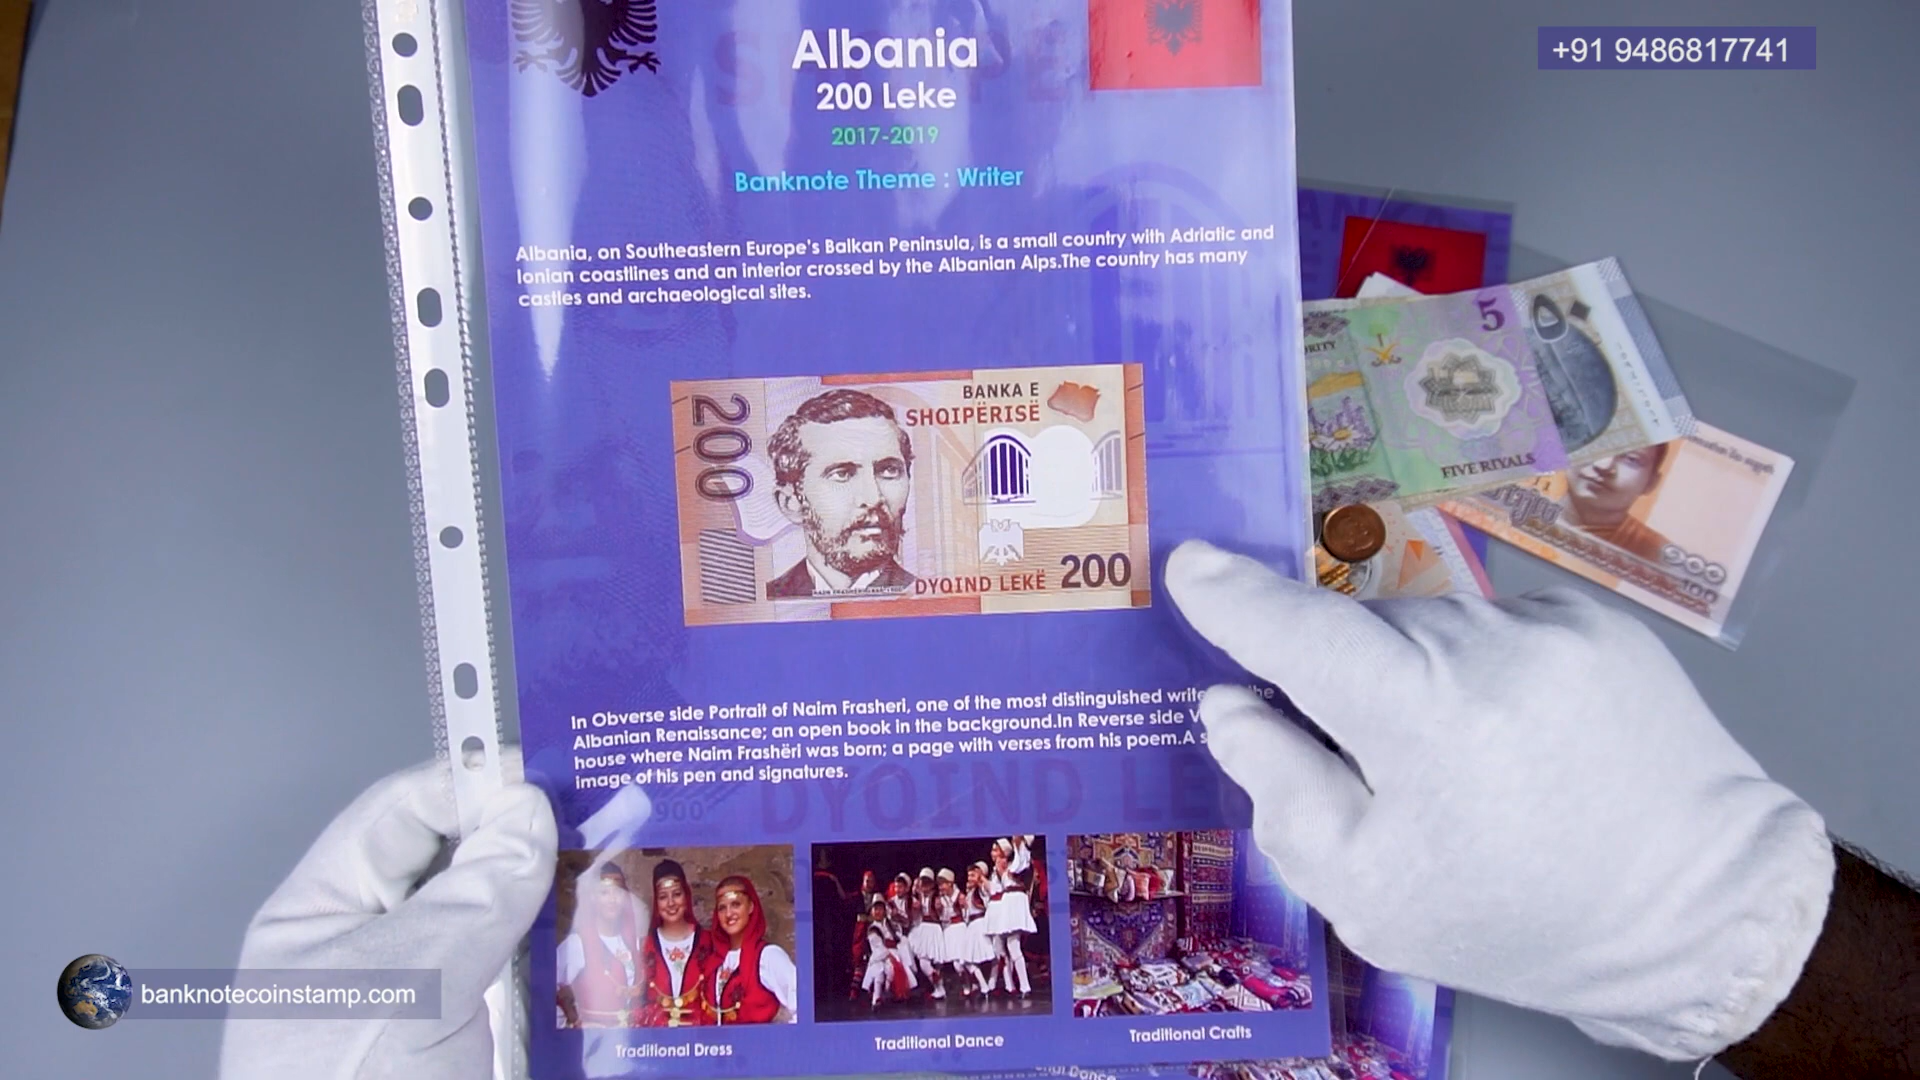 +91 9486817741
Albania
200 Leke
2017-2019
Banknote Theme : Writer
Albania, on Southeastern Europe's Balkan Peninsula, is a small country with Adriatic and
Ionian coastlines and an interior crossed by the Albanian Alps.The country has many
castles and archaeological sites.
200
BANKA E
SHQIPËRISË
DYQIND LEKË 200
5
٥٠
FIVE RIYALS
100
In Obverse side Portrait of Naim Frasheri, one of the most distinguished
Albanian Renaissance; an open book in the background.In Reverse side
house where Naim Frashëri was born; a page with verses from his poem.A
image of his pen and signatures.
DYQIND
Traditional Dress
Traditional Dance
Traditional Crafts
Dance
banknotecoinstamp.com